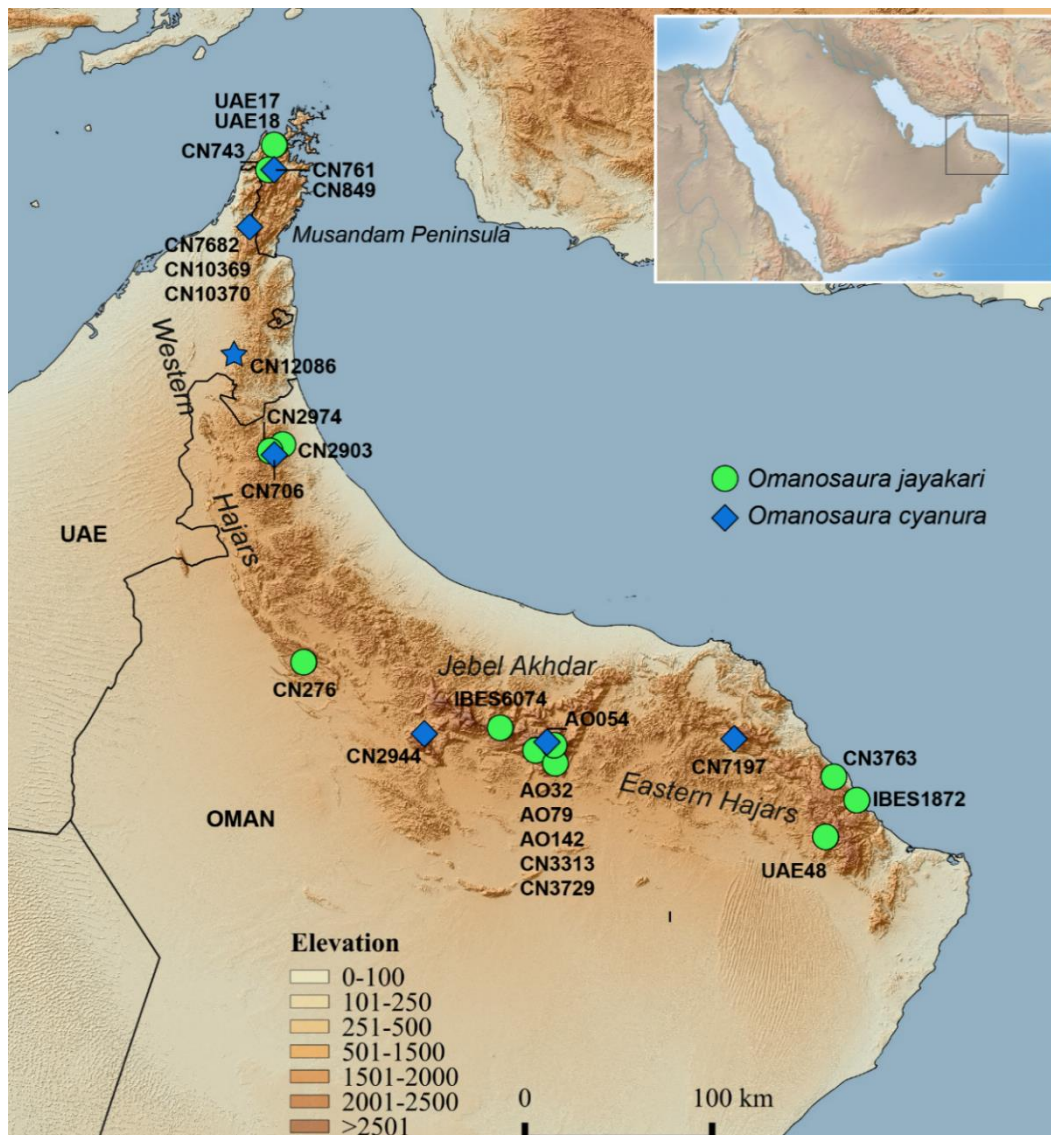 UAE17
UAE18
CN743
CN761
CN849
Musandam Peninsula
CN7682
CN10369
CN10370
Western
CN12086
CN2974
CN2903
CN706
Hajars
UAE
Omanosaura jayakari
Omanosaura cyanura
Jebel Akhdar
CN276
IBES6074
AO054
CN2944
CN7197
CN3763
Eastern Hajars
IBES1872
AO32
AO79
AO142
CN3313
CN3729
OMAN
UAE48
Elevation
0-100
101-250
251-500
501-1500
1501-2000
2001-2500
>2501
0 100 km